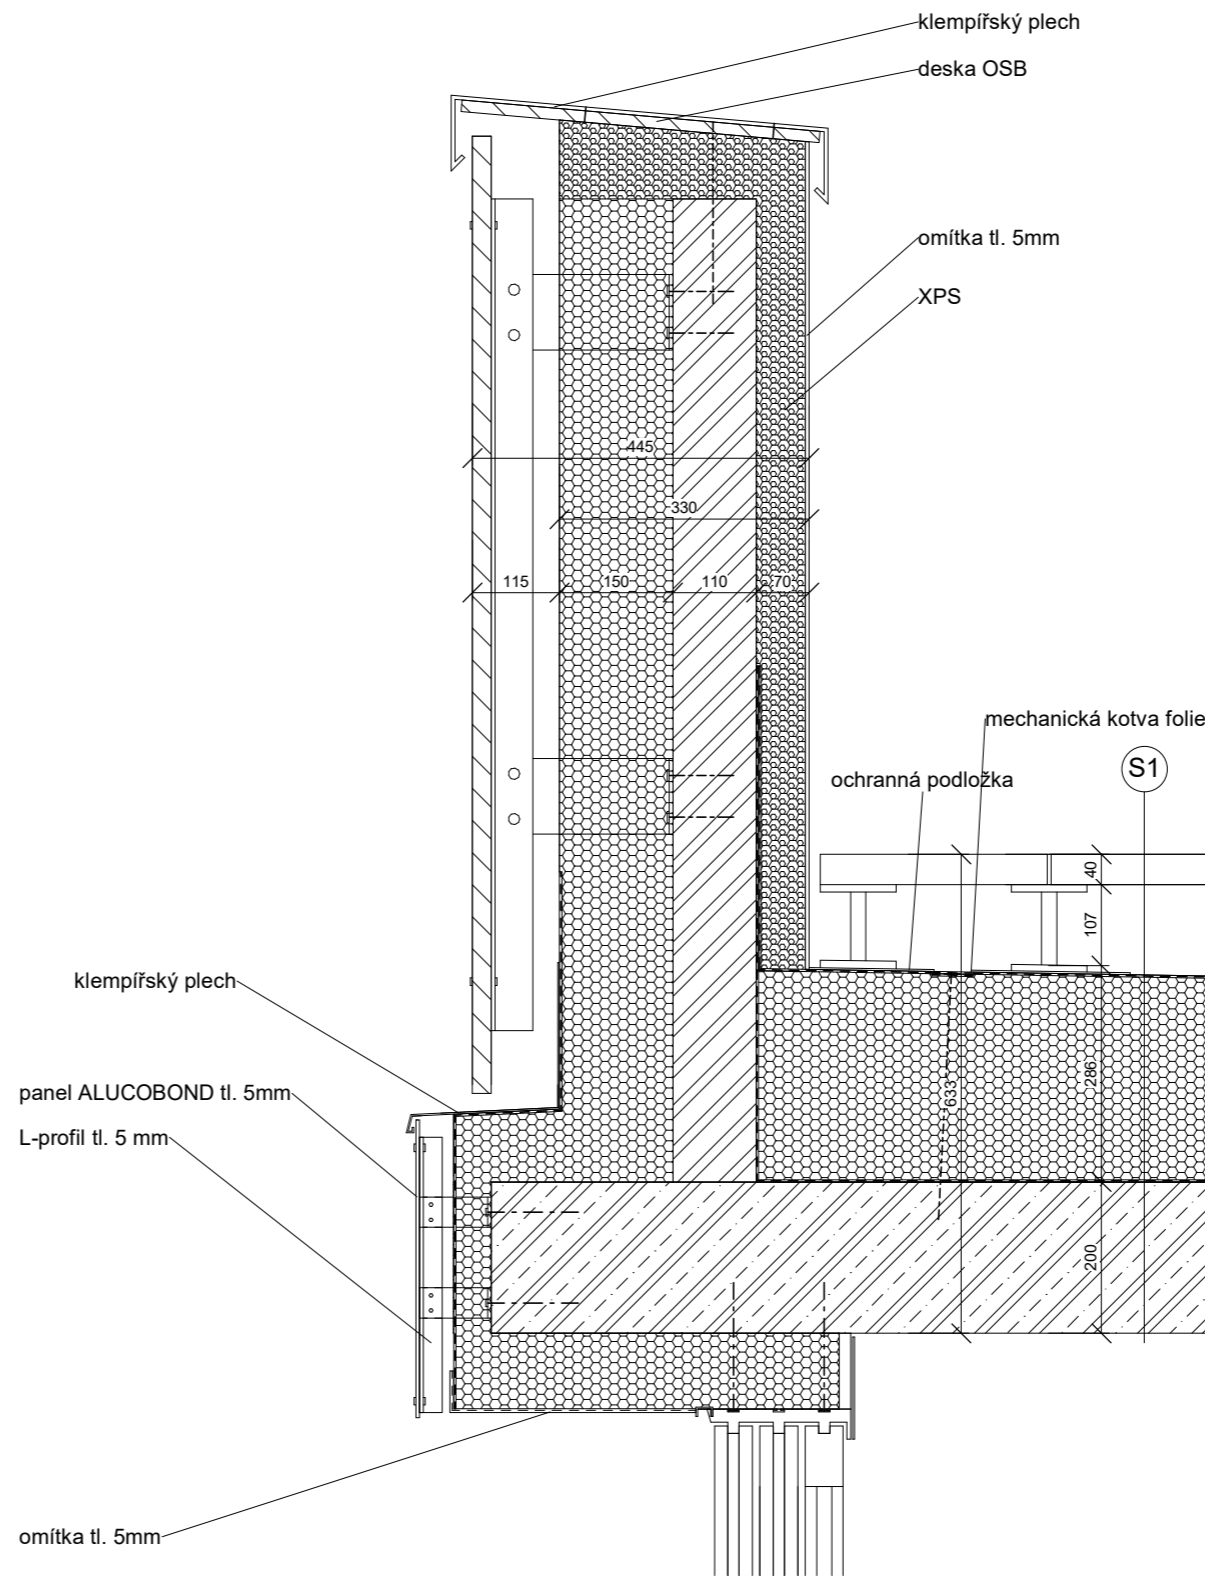 klempířský plech
deska OSB
omítka tl. 5mm
XPS
445
330
115 150 110 70
mechanická kotva folie
S1
ochranná podložka
40
107
klempířský plech
286
633
panel ALUCOBOND tl. 5mm
L-profil tl. 5 mm
200
omítka tl. 5mm